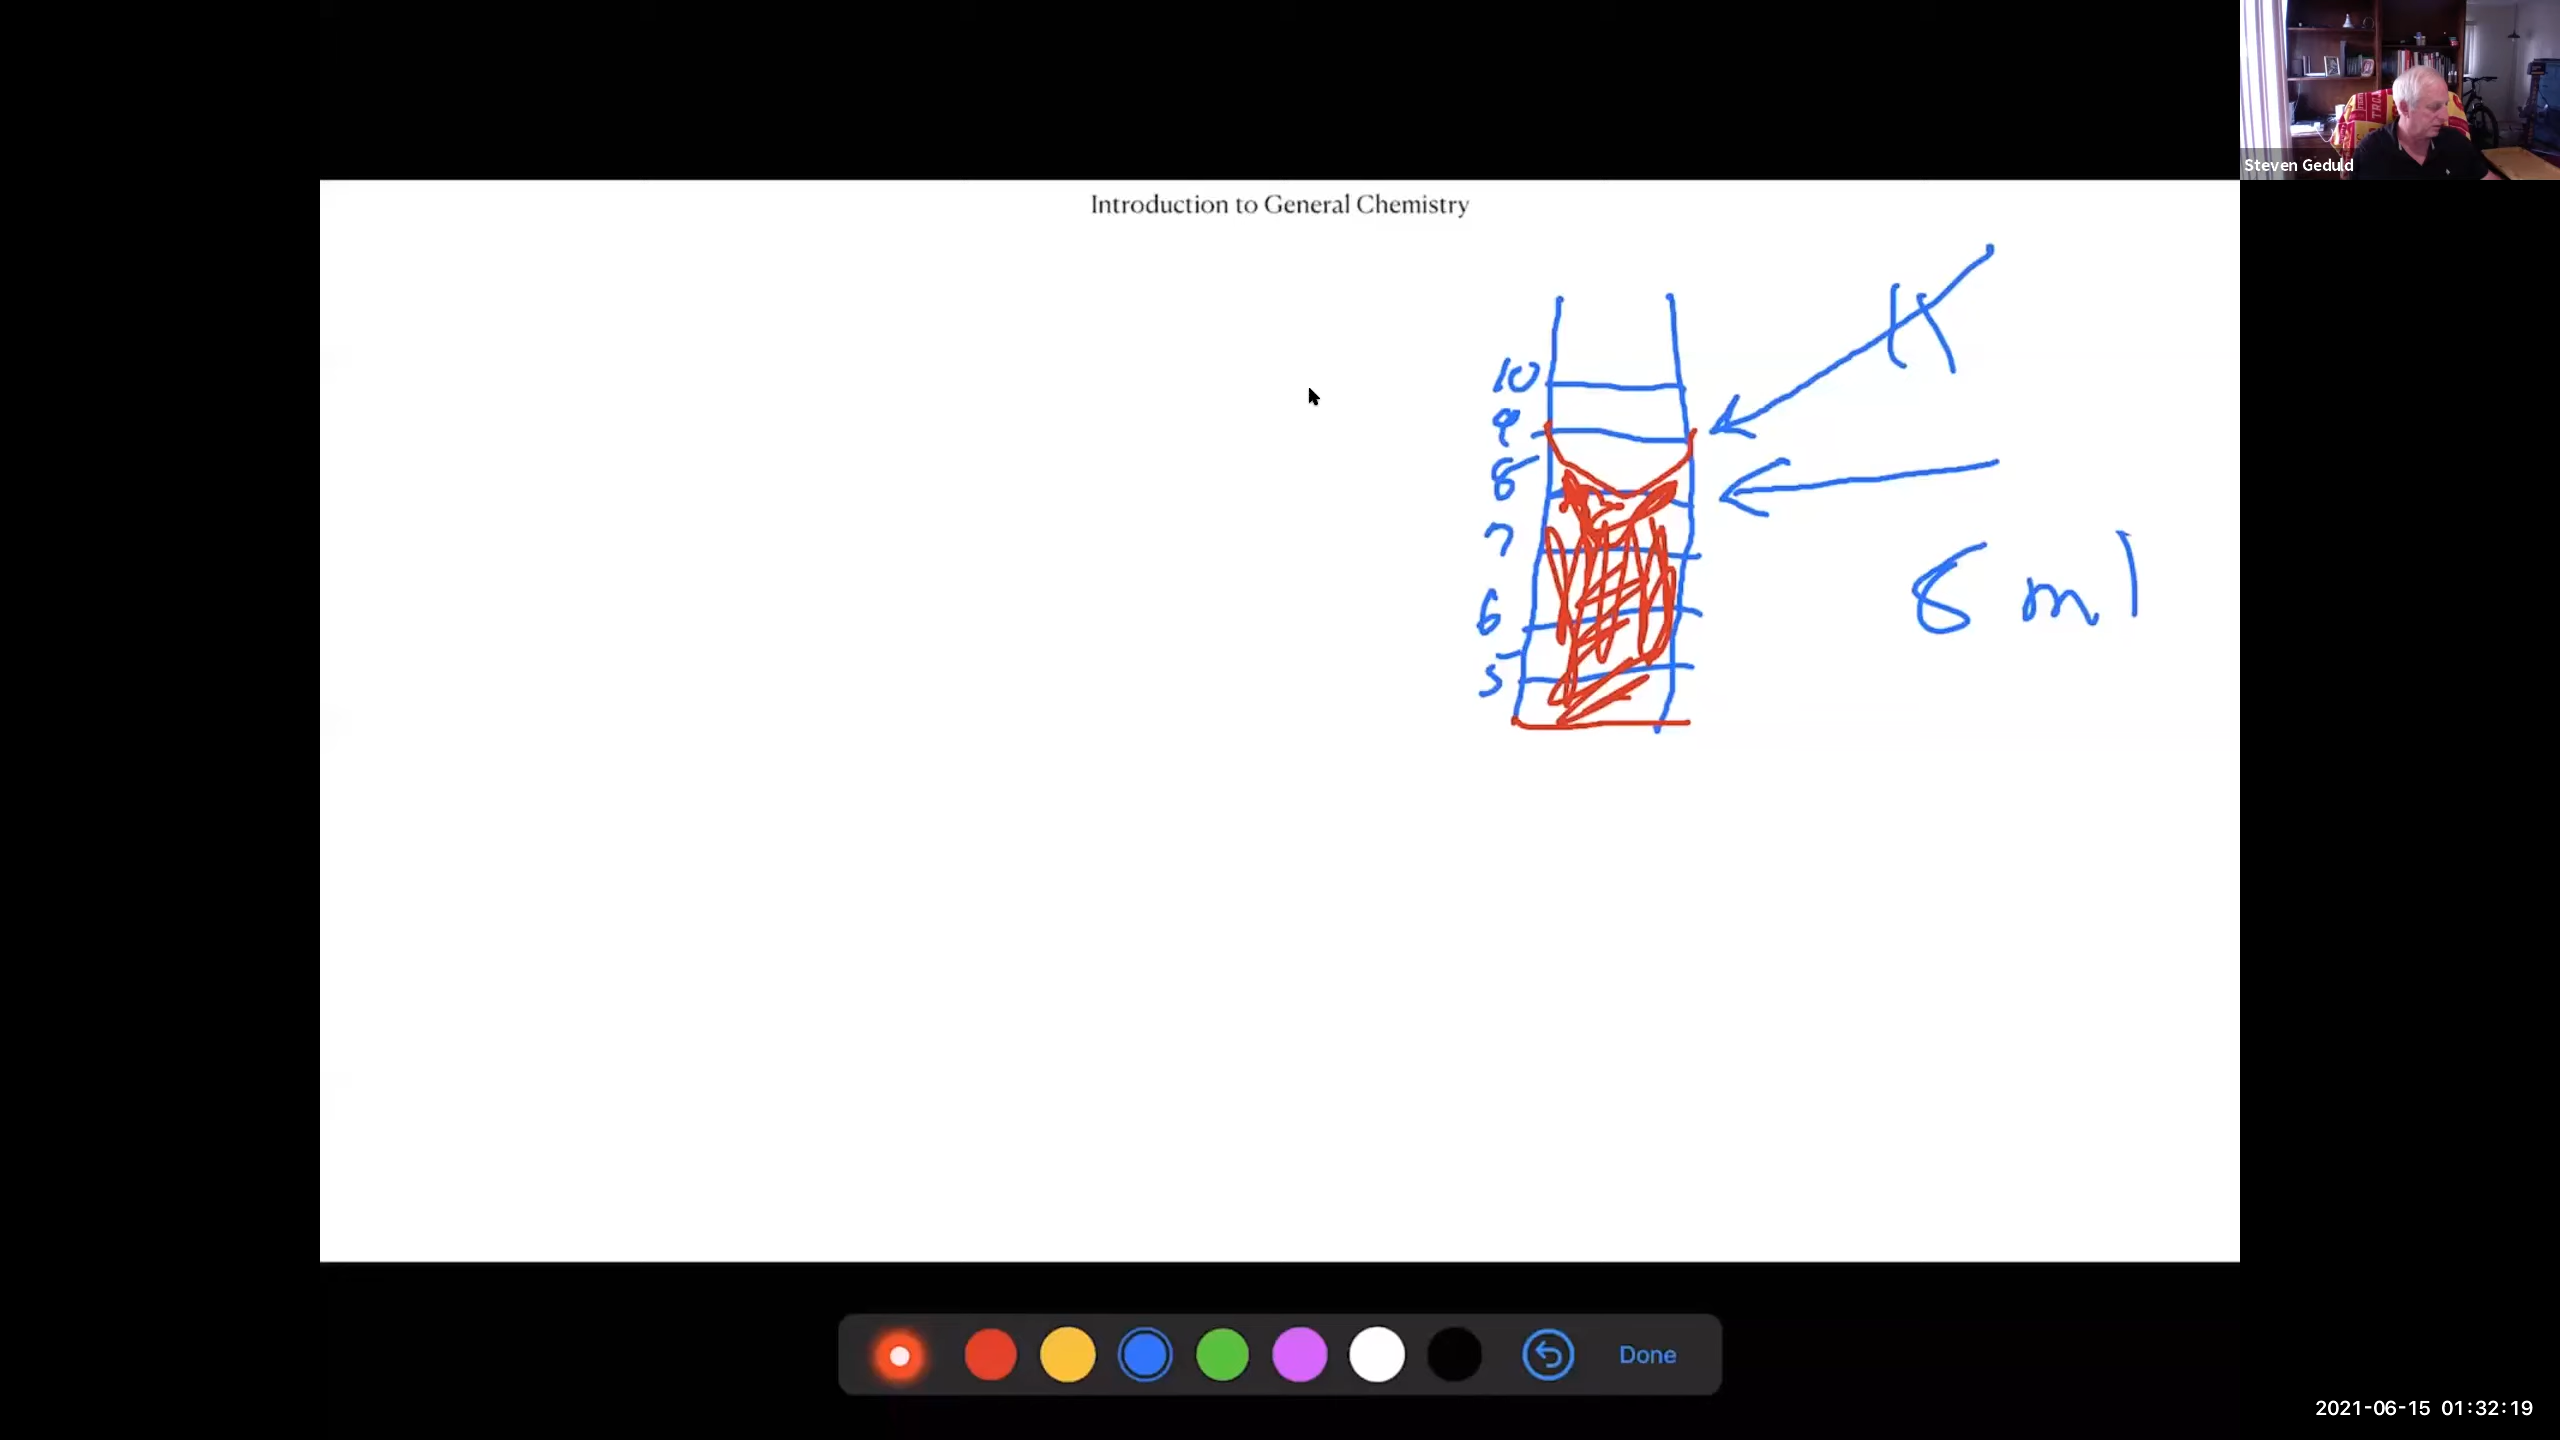 Steven Geduld
Introduction to General Chemistry
10
9
8
7
6
5
8 ml
Done
2021-06-15 01:32:19